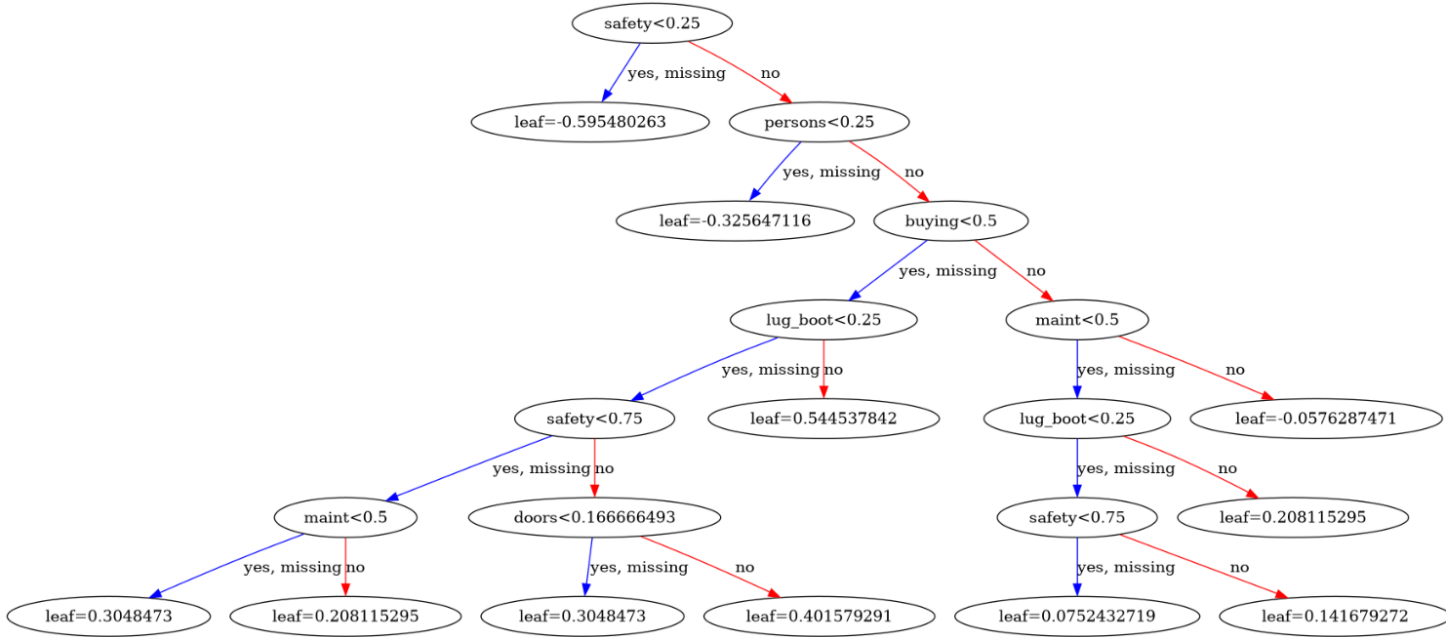 safety<0.25
yes, missing
no
leaf=-0.595480263
persons<0.25
yes, missing
no
leaf=-0.325647116
buying<0.5
yes, missing
no
lug_boot<0.25
maint<0.5
yes, missing
no
yes, missing
no
safety<0.75
leaf=0.544537842
lug_boot<0.25
leaf=-0.0576287471
yes, missing
no
yes, missing
no
maint<0.5
doors<0.166666493
safety<0.75
leaf=0.208115295
yes, missing
no
yes, missing
no
yes, missing
no
leaf=0.3048473
leaf=0.208115295
leaf=0.3048473
leaf=0.401579291
leaf=0.0752432719
leaf=0.141679272